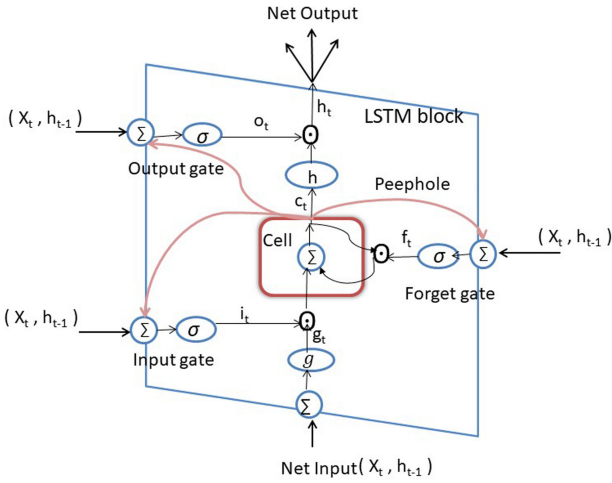 Net Output
hₜ
LSTM block
( Xₜ , hₜ₋₁ )
Σ
σ
oₜ
Output gate
h
Peephole
cₜ
Cell
Σ
fₜ
σ
Σ
( Xₜ , hₜ₋₁ )
Forget gate
( Xₜ , hₜ₋₁ )
Σ
σ
iₜ
gₜ
Input gate
g
Σ
Net Input( Xₜ , hₜ₋₁ )